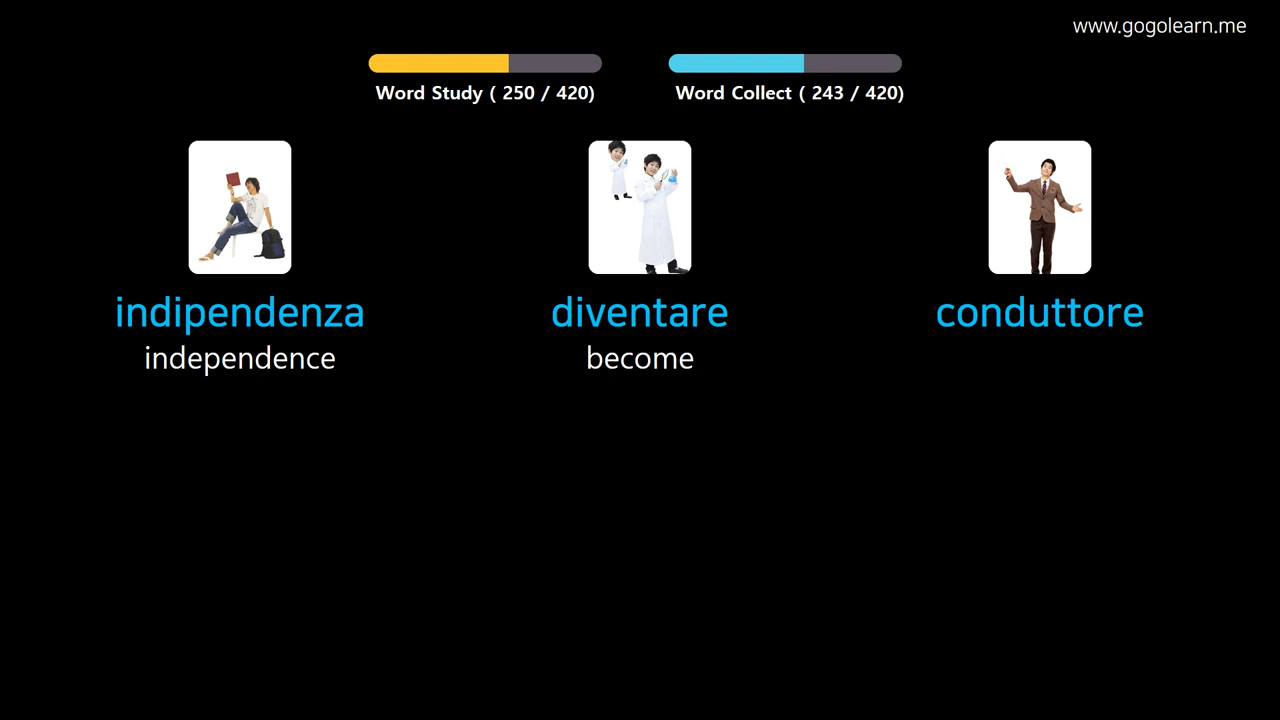 www.gogolearn.me
Word Study ( 250 / 420)
Word Collect ( 243 / 420)
indipendenza
independence
diventare
become
conduttore